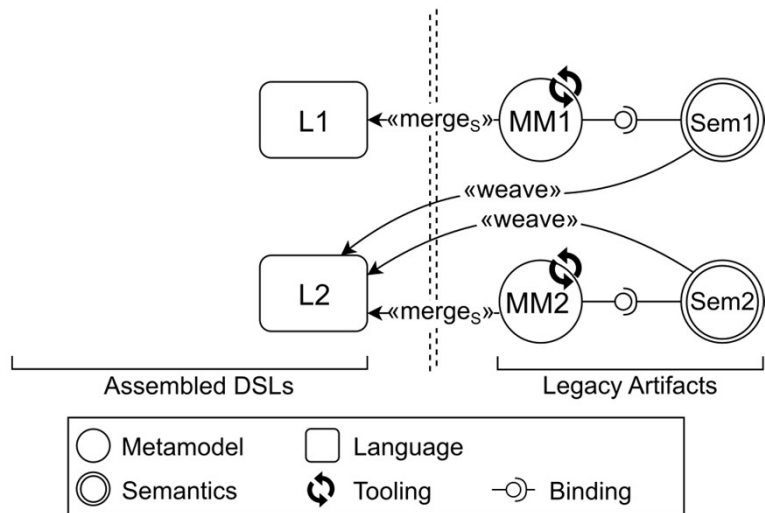 L1
«merge_S»
MM1
Sem1
«weave»
«weave»
L2
«merge_S»
MM2
Sem2
Assembled DSLs
Legacy Artifacts
Metamodel
Language
Semantics
Tooling
Binding